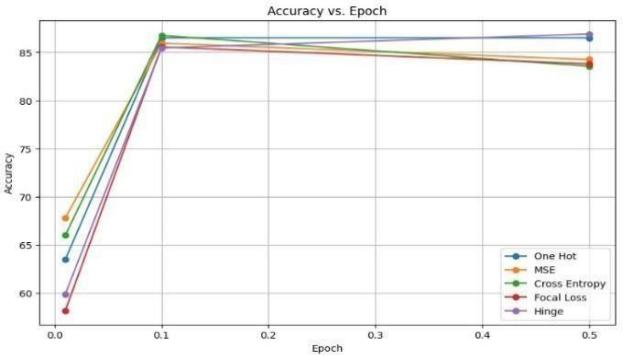 Accuracy vs. Epoch
Accuracy
85
80
75
70
65
60
0.0 0.1 0.2 0.3 0.4 0.5
Epoch
One Hot
MSE
Cross Entropy
Focal Loss
Hinge